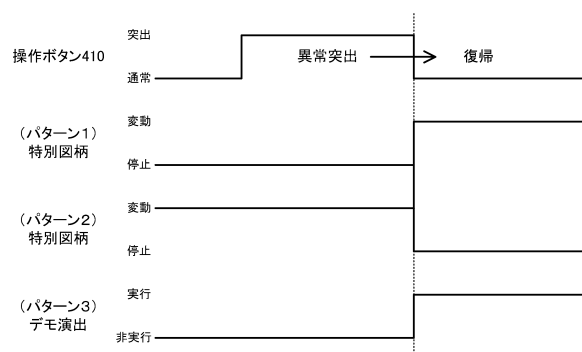 突出
操作ボタン410
異常突出
復帰
通常
(パターン1)
特別図柄
変動
停止
(パターン2)
特別図柄
変動
停止
(パターン3)
デモ演出
実行
非実行